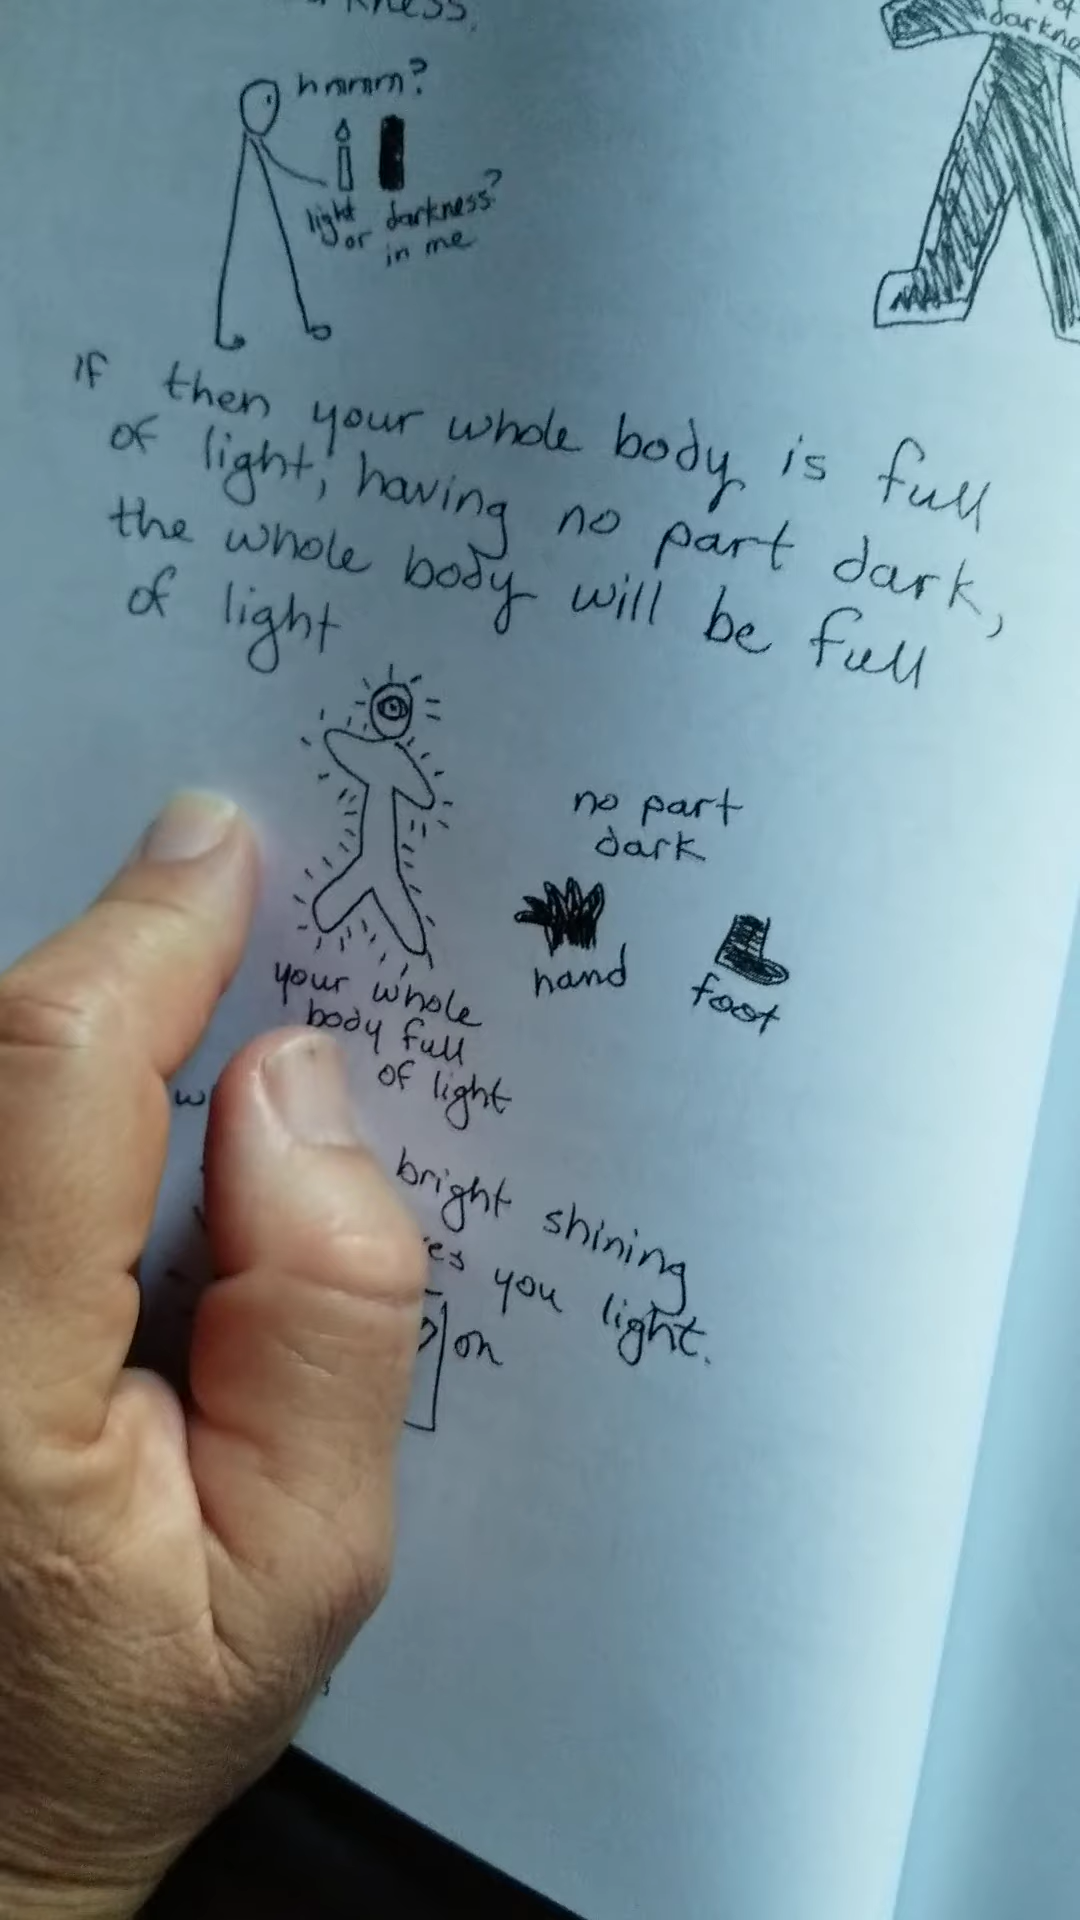 hmmm?
light darkness?
or in me
If then your whole body is full
of light, having no part dark,
the whole body will be full
of light
no part
dark
hand
foot
your whole
body full
of light
bright shining
you light.
on